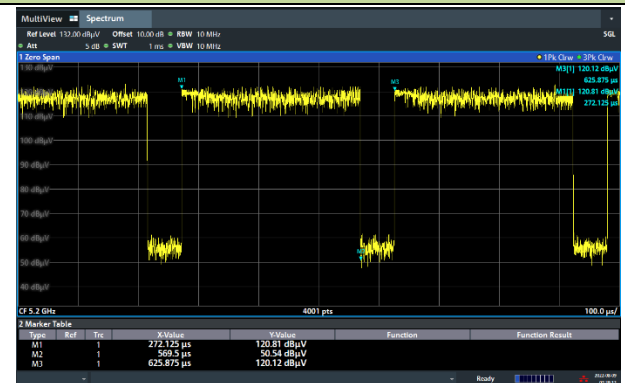 MultiView Spectrum
Ref Level 132.00 dBµV Offset 10.00 dB RBW 10 MHz SGL
Att 5 dB SWT 1 ms VBW 10 MHz
1 Zero Span 1Pk Clrw 3Pk Clrw
130 dBµV M3[1] 120.12 dBµV
625.875 µs
M1 M3 M1[1] 120.81 dBµV
272.125 µs
110 dBµV
100 dBµV
90 dBµV
80 dBµV
70 dBµV
60 dBµV
50 dBµV
40 dBµV
CF 5.2 GHz 4001 pts 100.0 µs/
2 Marker Table
Type Ref Trc X-Value Y-Value Function Function Result
M1 1 272.125 µs 120.81 dBµV
M2 1 569.5 µs 50.54 dBµV
M3 1 625.875 µs 120.12 dBµV
Ready